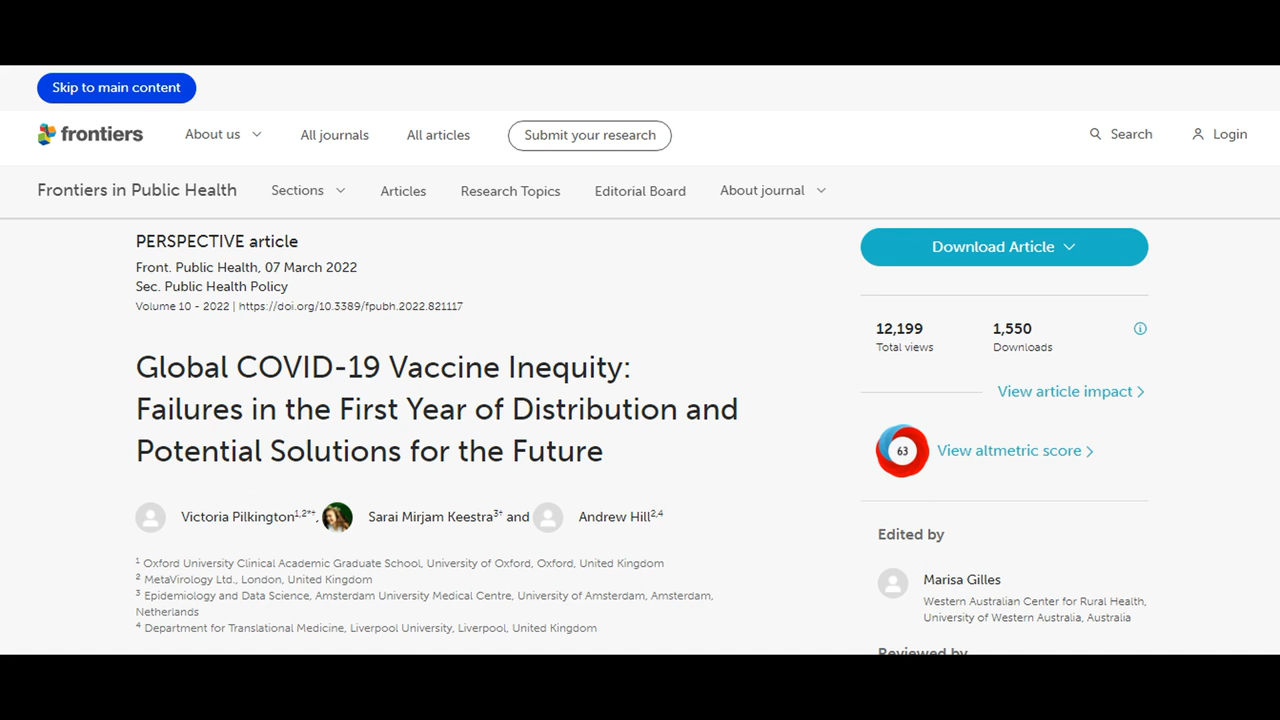 Skip to main content
frontiers About us All journals All articles Submit your research Search Login
Frontiers in Public Health Sections Articles Research Topics Editorial Board About journal
PERSPECTIVE article
Front. Public Health, 07 March 2022
Sec. Public Health Policy
Volume 10 - 2022 | https://doi.org/10.3389/fpubh.2022.821117
Global COVID-19 Vaccine Inequity:
Failures in the First Year of Distribution and
Potential Solutions for the Future
Victoria Pilkington1,2*†, Sarai Mirjam Keestra3† and Andrew Hill2,4
1 Oxford University Clinical Academic Graduate School, University of Oxford, Oxford, United Kingdom
2 MetaVirology Ltd., London, United Kingdom
3 Epidemiology and Data Science, Amsterdam University Medical Centre, University of Amsterdam, Amsterdam,
Netherlands
4 Department for Translational Medicine, Liverpool University, Liverpool, United Kingdom
Download Article
12,199 1,550
Total views Downloads
View article impact
63 View altmetric score
Edited by
Marisa Gilles
Western Australian Center for Rural Health,
University of Western Australia, Australia
Reviewed by